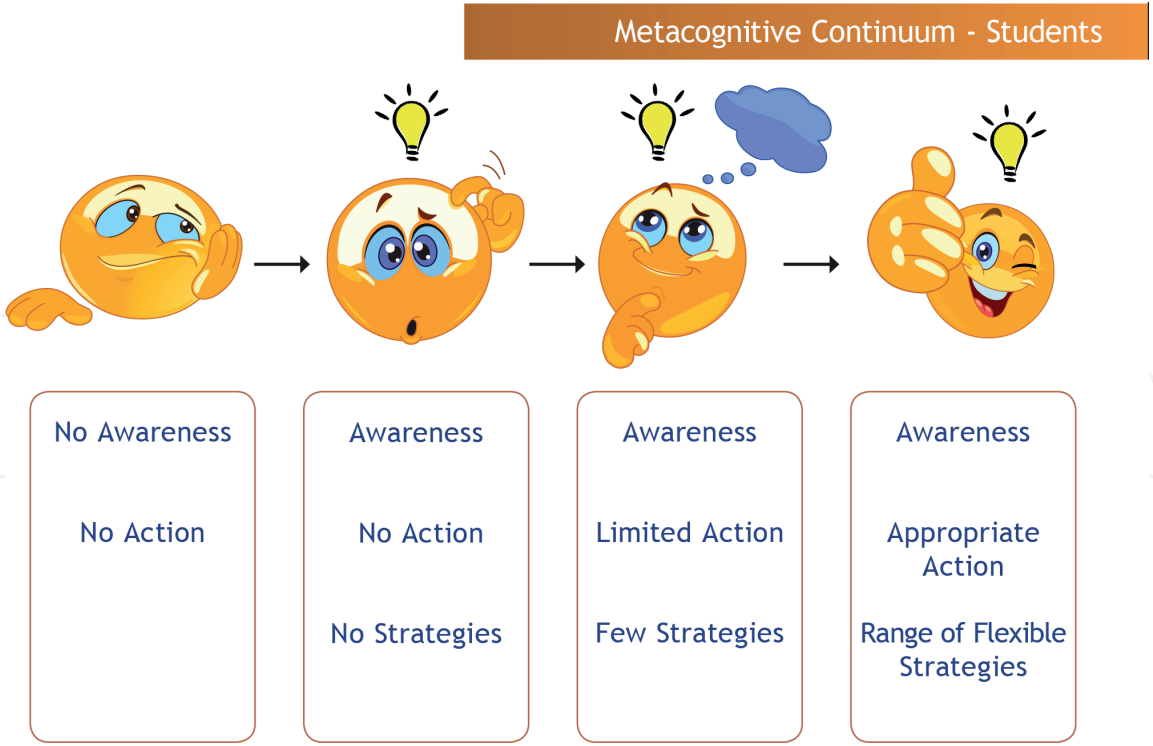 Metacognitive Continuum - Students
No Awareness
No Action
Awareness
No Action
No Strategies
Awareness
Limited Action
Few Strategies
Awareness
Appropriate
Action
Range of Flexible
Strategies